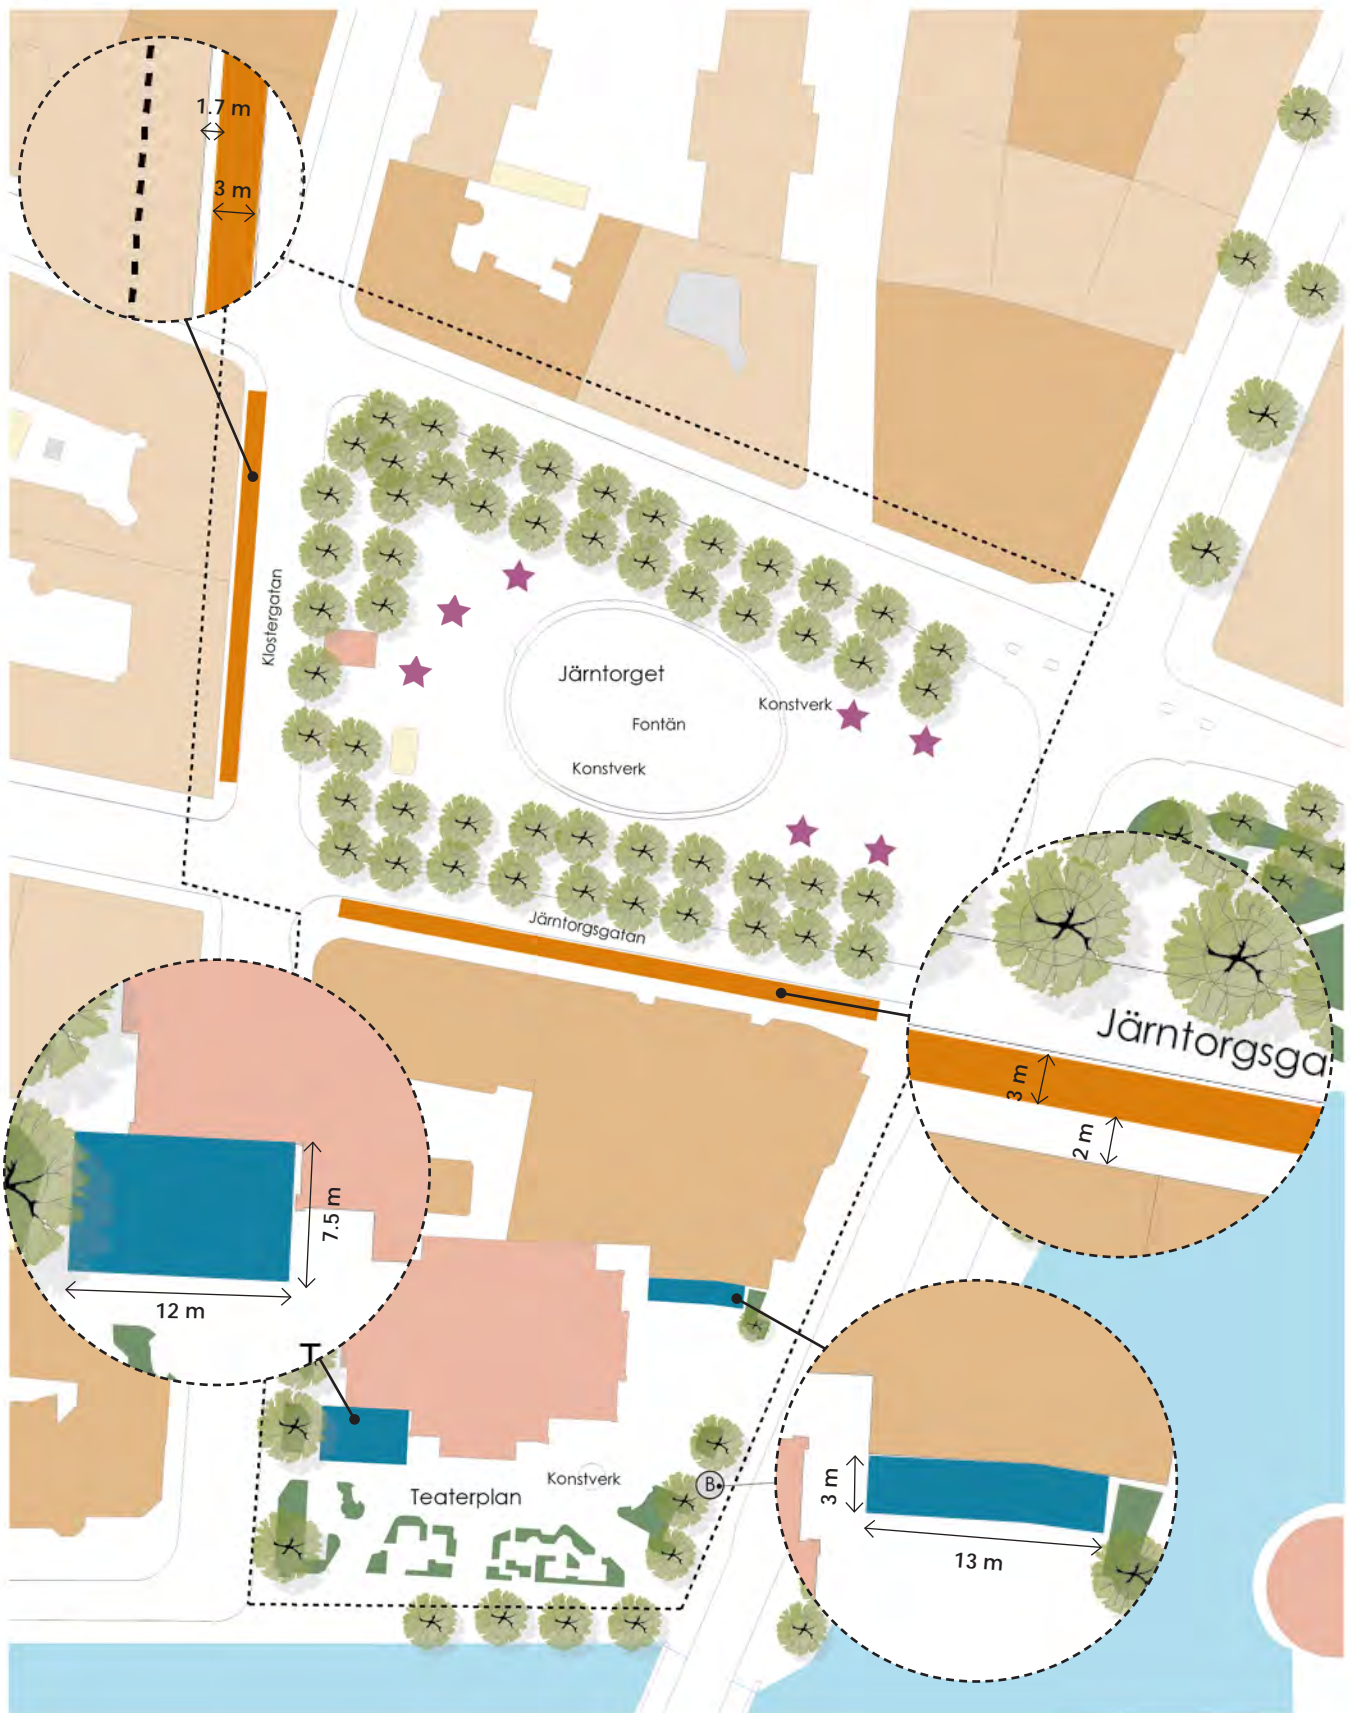 1.7 m
3 m
Klostergatan
Järntorget
Konstverk
Fontän
Konstverk
Järntorgsgatan
Järntorgsga
3 m
2 m
7.5 m
12 m
T
Konstverk
B
Teaterplan
3 m
13 m